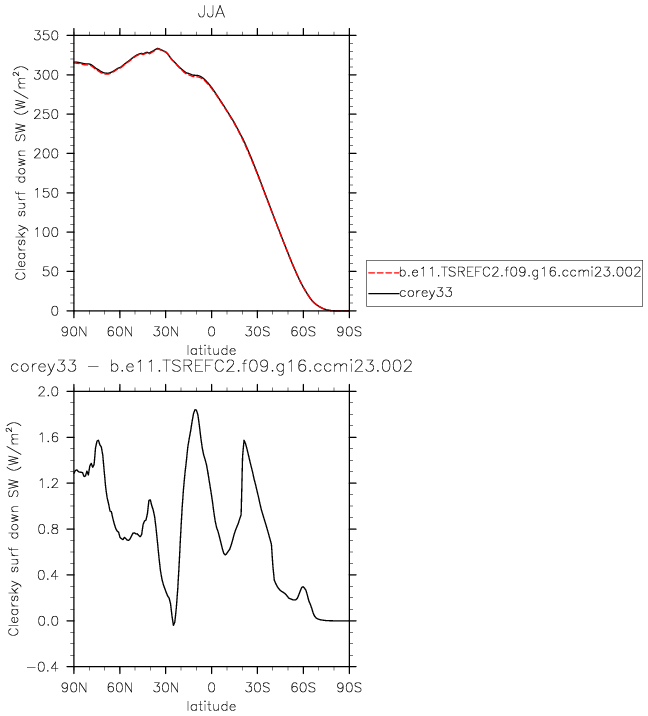 JJA
Clearsky surf down SW (W/m²)
350
300
250
200
150
100
50
0
90N 60N 30N 0 30S 60S 90S
latitude
b.e11.TSREFC2.f09.g16.ccmi23.002
corey33
corey33 − b.e11.TSREFC2.f09.g16.ccmi23.002
Clearsky surf down SW (W/m²)
2.0
1.6
1.2
0.8
0.4
0.0
−0.4
90N 60N 30N 0 30S 60S 90S
latitude